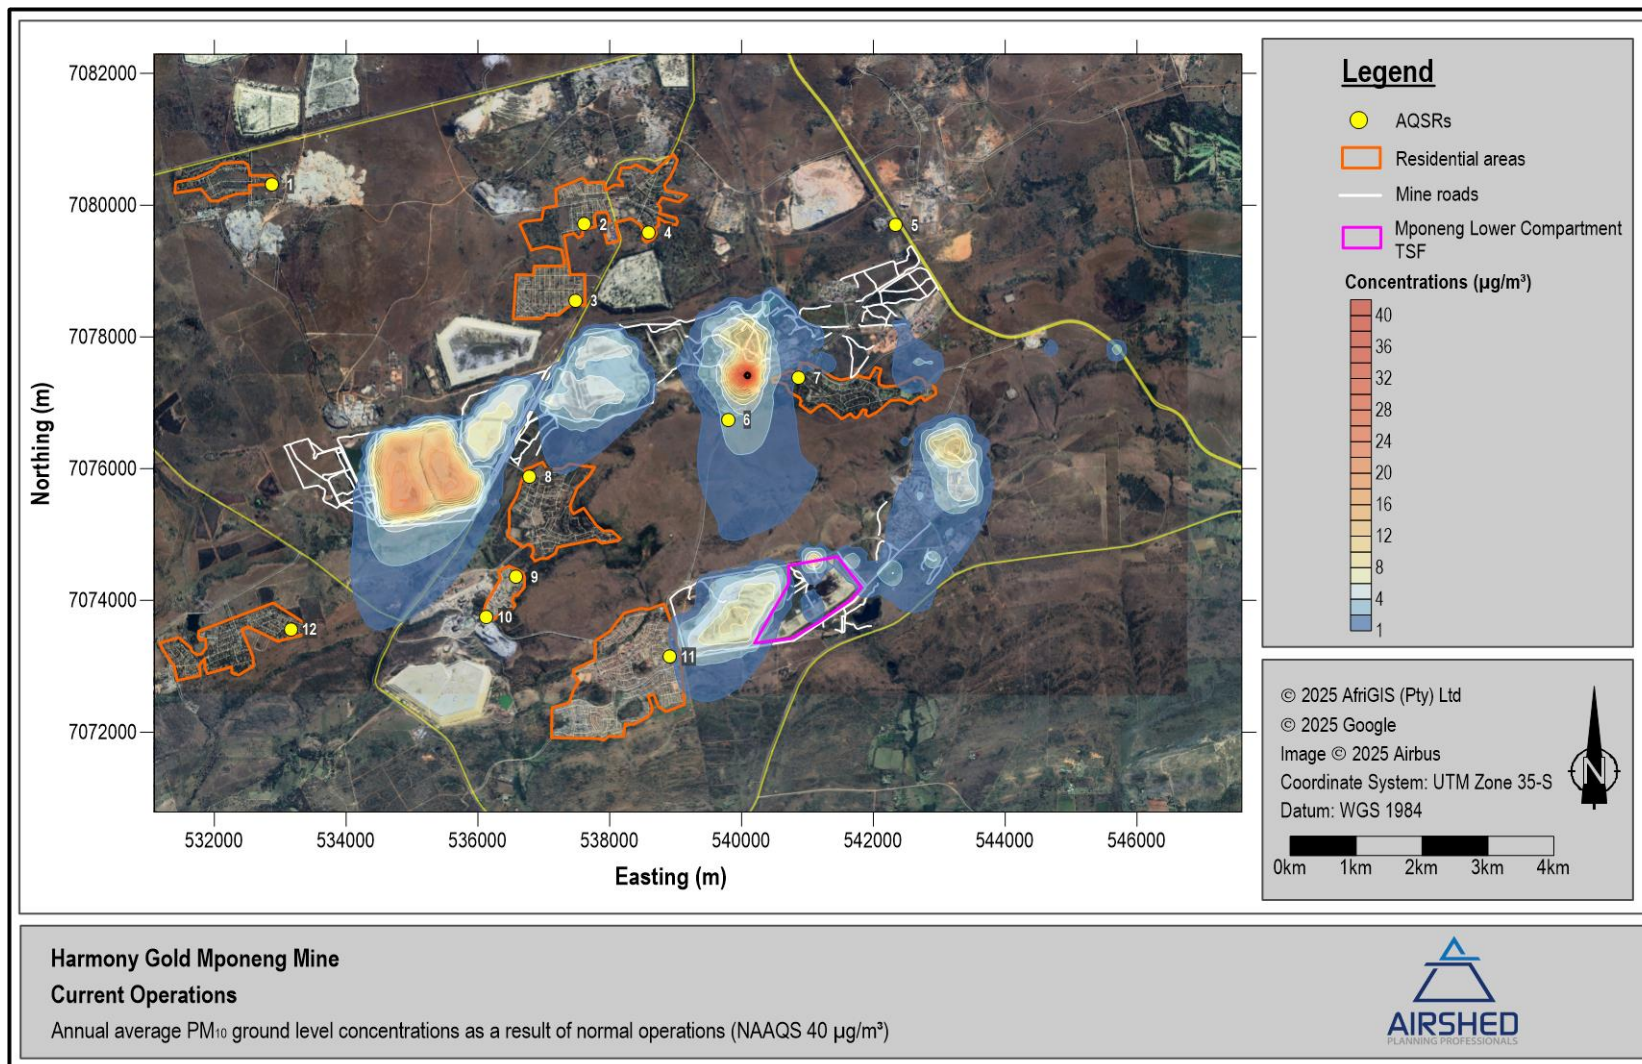 7082000
7080000
7078000
7076000
7074000
7072000
Northing (m)
532000 534000 536000 538000 540000 542000 544000 546000
Easting (m)
1
2
3
4
5
6
7
8
9
10
11
12
Legend
AQSRs
Residential areas
Mine roads
Mponeng Lower Compartment
TSF
Concentrations (µg/m³)
40
36
32
28
24
20
16
12
8
4
1
© 2025 AfriGIS (Pty) Ltd
© 2025 Google
Image © 2025 Airbus
Coordinate System: UTM Zone 35-S
Datum: WGS 1984
N
0km 1km 2km 3km 4km
Harmony Gold Mponeng Mine
Current Operations
Annual average PM₁₀ ground level concentrations as a result of normal operations (NAAQS 40 µg/m³)
AIRSHED
PLANNING PROFESSIONALS